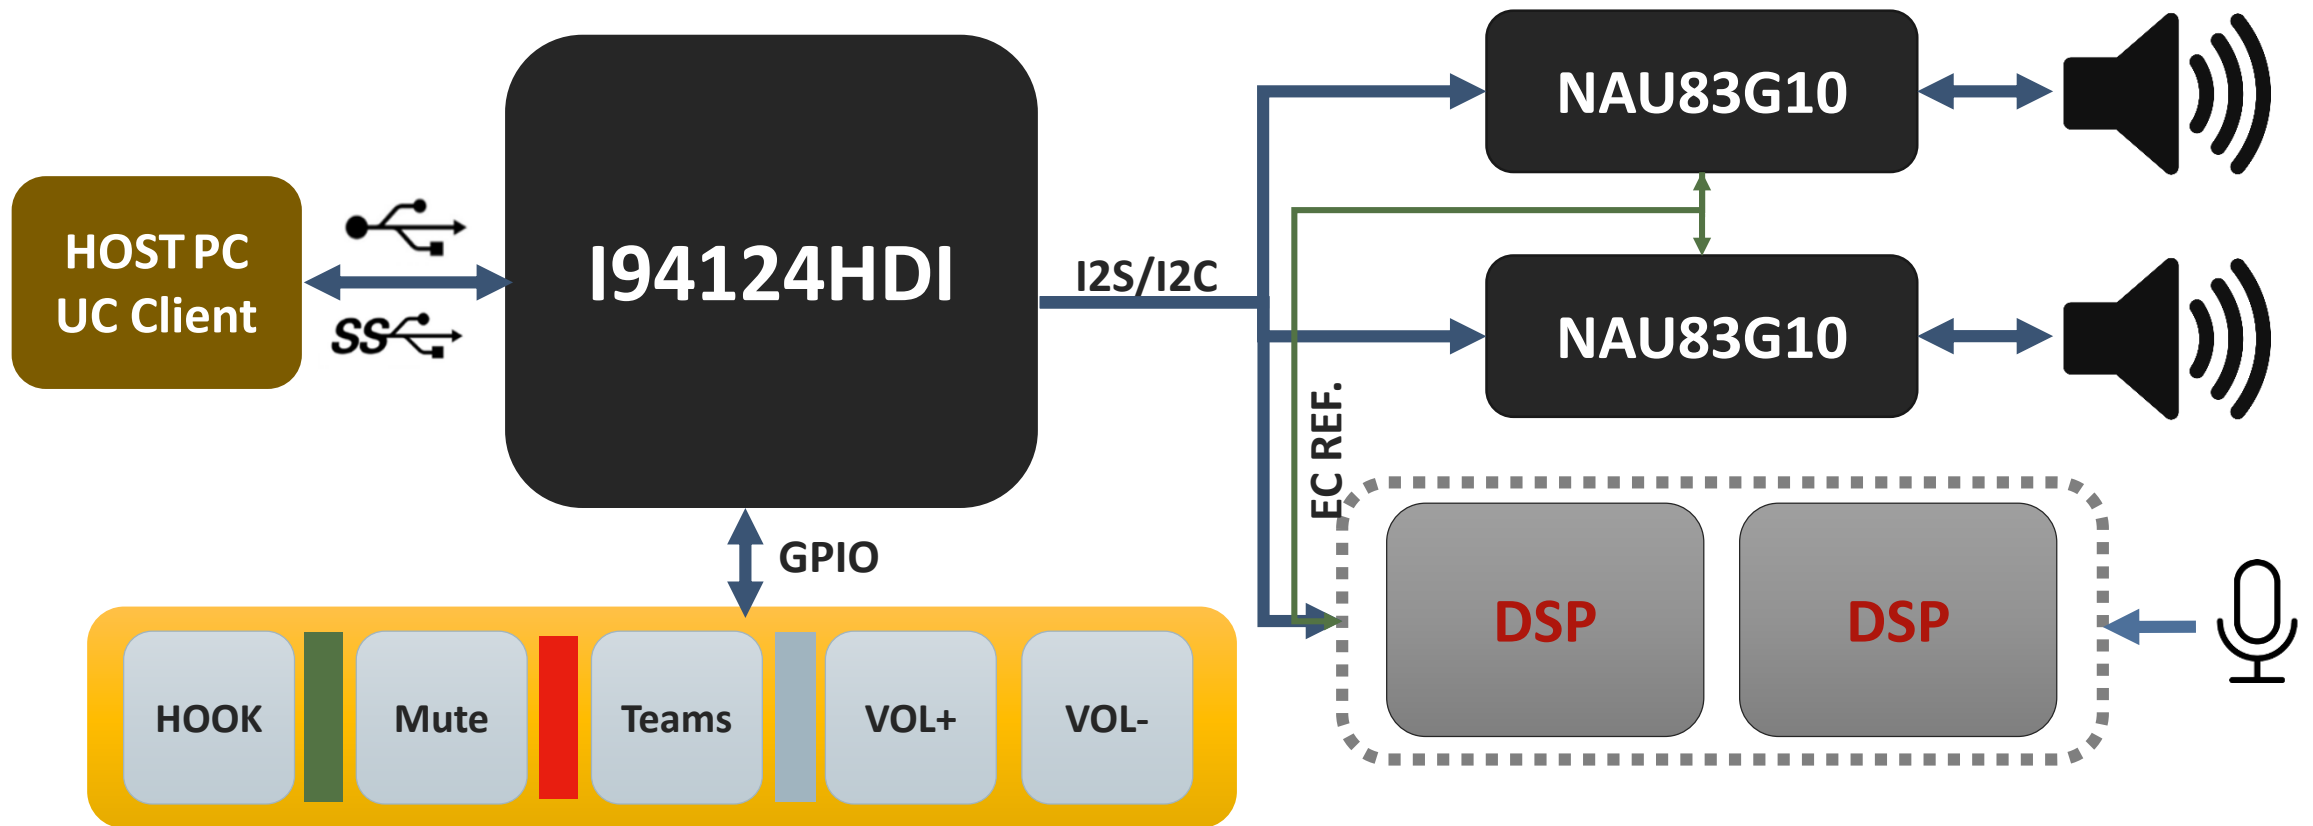 HOST PC
UC Client
SS
I94124HDI
I2S/I2C
NAU83G10
NAU83G10
EC REF.
GPIO
HOOK
Mute
Teams
VOL+
VOL-
DSP
DSP